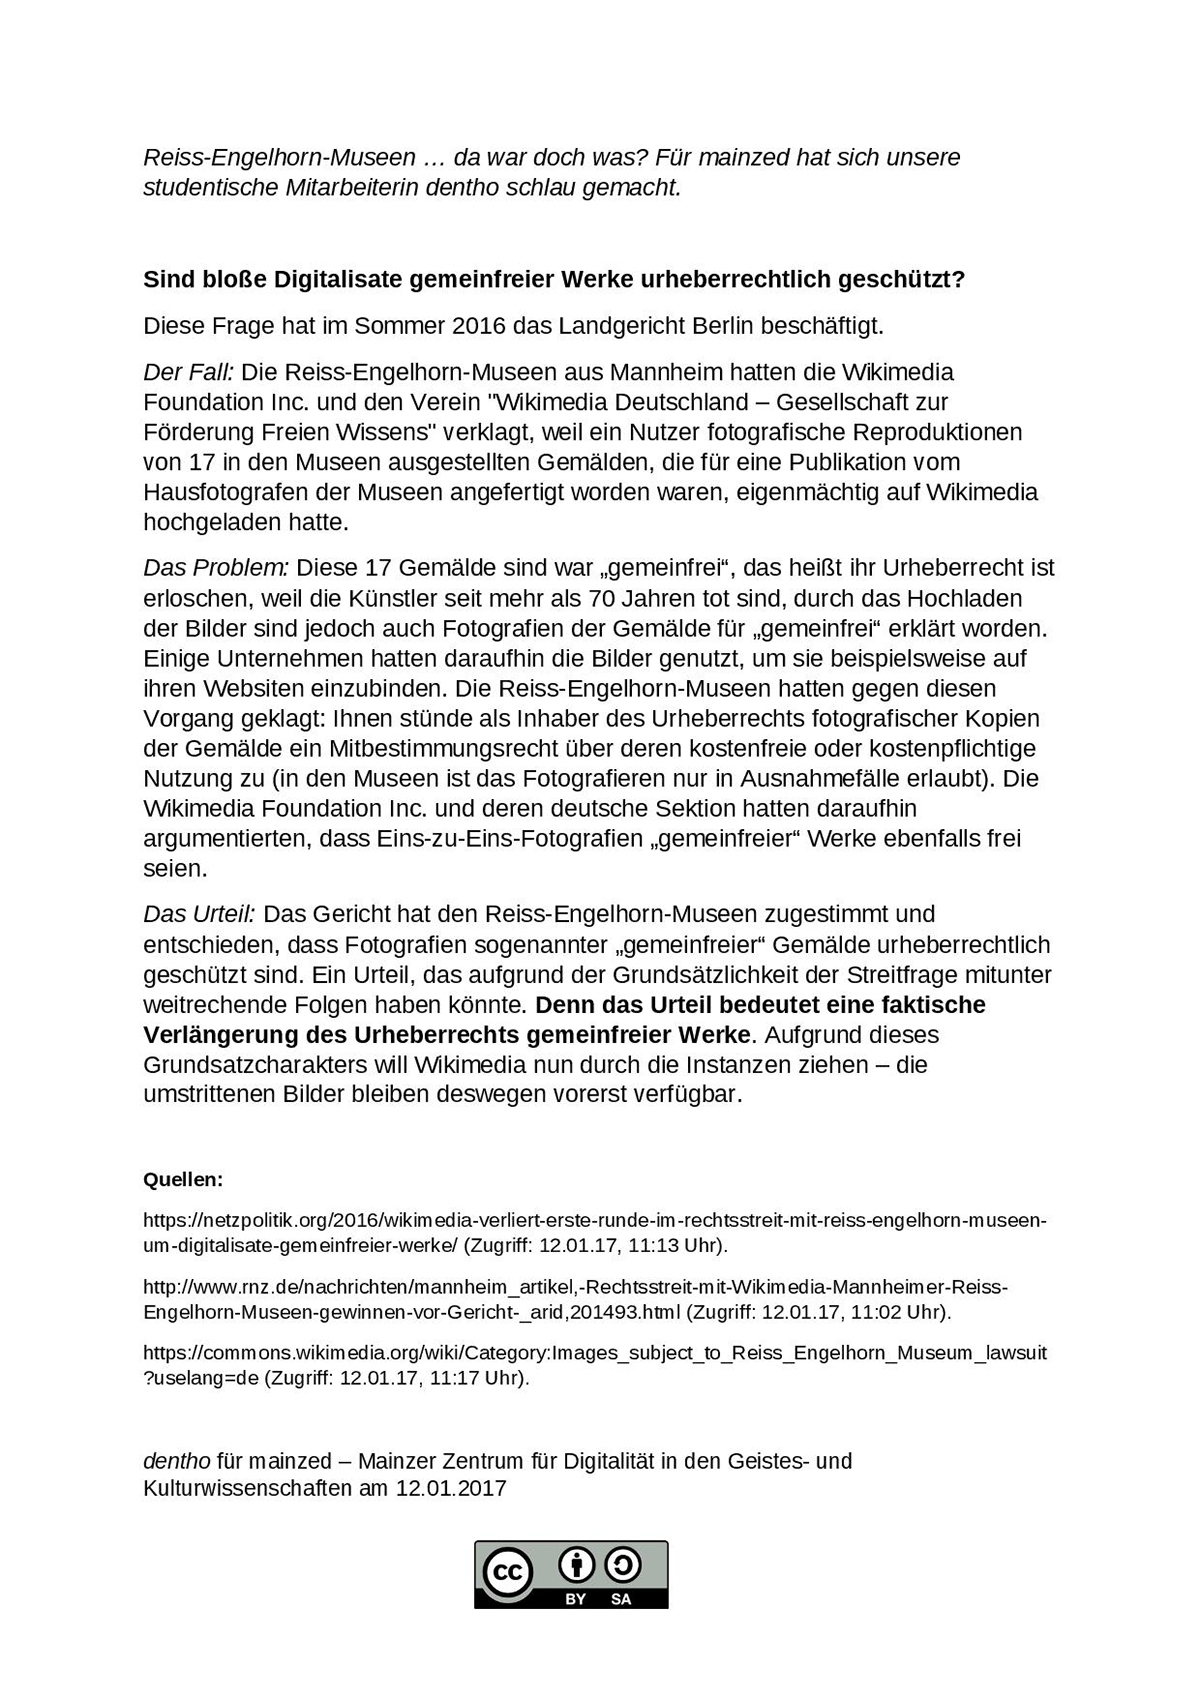 Reiss-Engelhorn-Museen … da war doch was? Für mainzed hat sich unsere
studentische Mitarbeiterin dentho schlau gemacht.
Sind bloße Digitalisate gemeinfreier Werke urheberrechtlich geschützt?
Diese Frage hat im Sommer 2016 das Landgericht Berlin beschäftigt.
Der Fall: Die Reiss-Engelhorn-Museen aus Mannheim hatten die Wikimedia
Foundation Inc. und den Verein "Wikimedia Deutschland – Gesellschaft zur
Förderung Freien Wissens" verklagt, weil ein Nutzer fotografische Reproduktionen
von 17 in den Museen ausgestellten Gemälden, die für eine Publikation vom
Hausfotografen der Museen angefertigt worden waren, eigenmächtig auf Wikimedia
hochgeladen hatte.
Das Problem: Diese 17 Gemälde sind war „gemeinfrei“, das heißt ihr Urheberrecht ist
erloschen, weil die Künstler seit mehr als 70 Jahren tot sind, durch das Hochladen
der Bilder sind jedoch auch Fotografien der Gemälde für „gemeinfrei“ erklärt worden.
Einige Unternehmen hatten daraufhin die Bilder genutzt, um sie beispielsweise auf
ihren Websiten einzubinden. Die Reiss-Engelhorn-Museen hatten gegen diesen
Vorgang geklagt: Ihnen stünde als Inhaber des Urheberrechts fotografischer Kopien
der Gemälde ein Mitbestimmungsrecht über deren kostenfreie oder kostenpflichtige
Nutzung zu (in den Museen ist das Fotografieren nur in Ausnahmefälle erlaubt). Die
Wikimedia Foundation Inc. und deren deutsche Sektion hatten daraufhin
argumentierten, dass Eins-zu-Eins-Fotografien „gemeinfreier“ Werke ebenfalls frei
seien.
Das Urteil: Das Gericht hat den Reiss-Engelhorn-Museen zugestimmt und
entschieden, dass Fotografien sogenannter „gemeinfreier“ Gemälde urheberrechtlich
geschützt sind. Ein Urteil, das aufgrund der Grundsätzlichkeit der Streitfrage mitunter
weitrechende Folgen haben könnte. Denn das Urteil bedeutet eine faktische
Verlängerung des Urheberrechts gemeinfreier Werke. Aufgrund dieses
Grundsatzcharakters will Wikimedia nun durch die Instanzen ziehen – die
umstrittenen Bilder bleiben deswegen vorerst verfügbar.
Quellen:
https://netzpolitik.org/2016/wikimedia-verliert-erste-runde-im-rechtsstreit-mit-reiss-engelhorn-museen-
um-digitalisate-gemeinfreier-werke/ (Zugriff: 12.01.17, 11:13 Uhr).
http://www.rnz.de/nachrichten/mannheim_artikel,-Rechtsstreit-mit-Wikimedia-Mannheimer-Reiss-
Engelhorn-Museen-gewinnen-vor-Gericht-_arid,201493.html (Zugriff: 12.01.17, 11:02 Uhr).
https://commons.wikimedia.org/wiki/Category:Images_subject_to_Reiss_Engelhorn_Museum_lawsuit
?uselang=de (Zugriff: 12.01.17, 11:17 Uhr).
dentho für mainzed – Mainzer Zentrum für Digitalität in den Geistes- und
Kulturwissenschaften am 12.01.2017
cc
BY SA